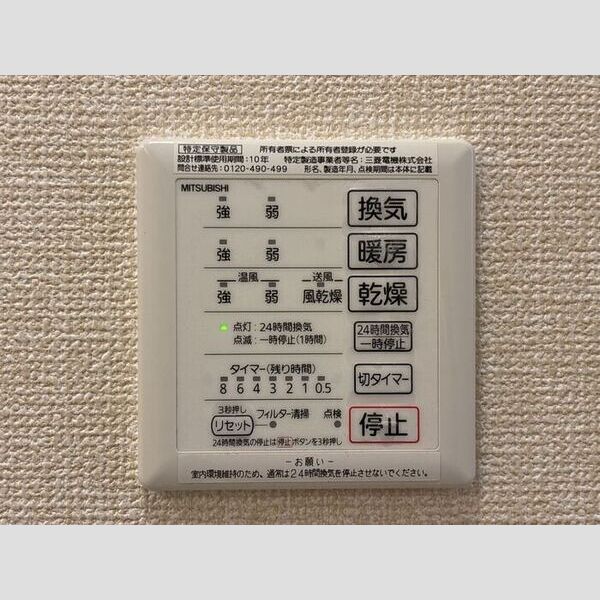 特定保守製品 所有者票による所有者登録が必要です
設計標準使用期間:10年 特定製造事業者等名:三菱電機株式会社
問合せ連絡先:0120-490-499 形名、製造年月、点検期間は本体に記載
MITSUBISHI
強 弱 換気
強 弱 暖房
温風 送風
強 弱 風乾燥 乾燥
点灯:24時間換気 24時間換気
点滅:一時停止(1時間) 一時停止
タイマー(残り時間)
8 6 4 3 2 1 0.5 切タイマー
3秒押し
リセット フィルター清掃 点検 停止
24時間換気の停止は停止ボタンを3秒押し
-お願い-
室内環境維持のため、通常は24時間換気を停止させないでください。